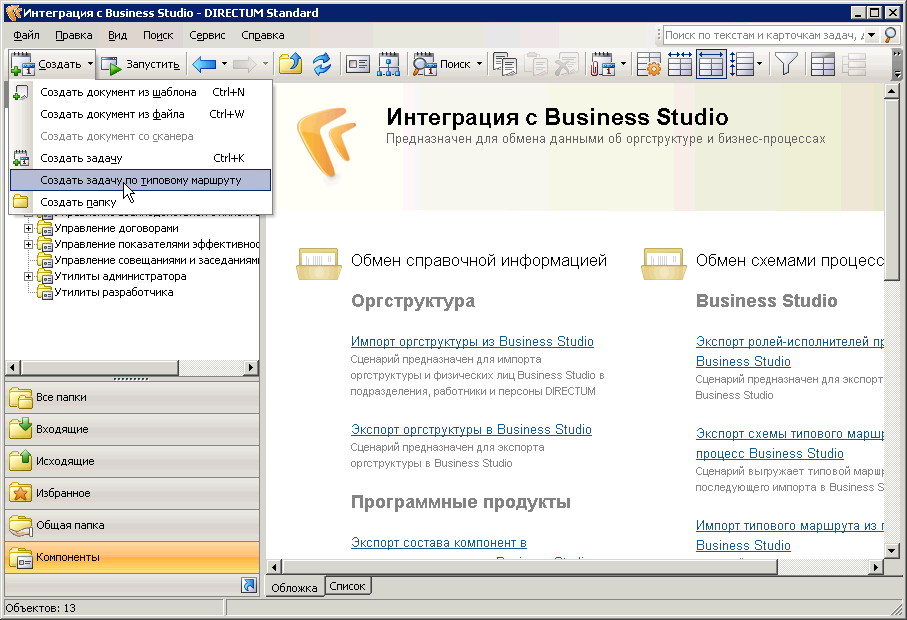 Интеграция с Business Studio - DIRECTUM Standard
Файл Правка Вид Поиск Сервис Справка
Поиск по текстам и карточкам задач, д
Создать Запустить Поиск
Создать документ из шаблона Ctrl+N
Создать документ из файла Ctrl+W
Создать документ со сканера
Создать задачу Ctrl+K
Создать задачу по типовому маршруту
Создать папку
Управление договорами
Управление показателями эффективнос
Управление совещаниями и заседаниям
Утилиты администратора
Утилиты разработчика
Все папки
Входящие
Исходящие
Избранное
Общая папка
Компоненты
Интеграция с Business Studio
Предназначен для обмена данными об оргструктуре и бизнес-процессах
Обмен справочной информацией
Оргструктура
Импорт оргструктуры из Business Studio
Сценарий предназначен для импорта
оргструктуры и физических лиц Business Studio в
подразделения, работники и персоны DIRECTUM
Экспорт оргструктуры в Business Studio
Сценарий предназначен для экспорта
оргструктуры в Business Studio
Программные продукты
Экспорт состава компонент в
Обмен схемами процесс
Business Studio
Экспорт ролей-исполнителей пр
Business Studio
Сценарий предназначен для экспорт
Business Studio
Экспорт схемы типового маршр
процесс Business Studio
Сценарий выгружает типовой маршр
последующего импорта в Business S
Импорт типового маршрута из п
Business Studio
Обложка Список
Объектов: 13